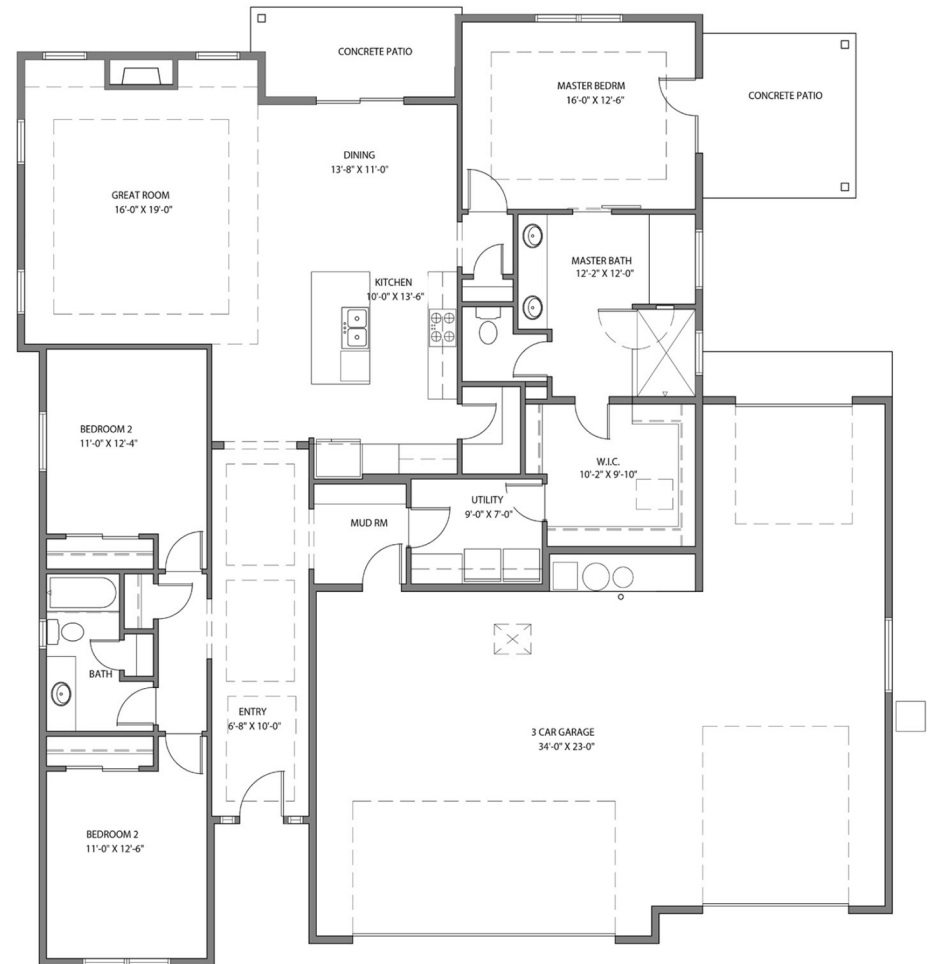 CONCRETE PATIO
MASTER BEDRM
16'-0" X 12'-6"
CONCRETE PATIO
DINING
13'-8" X 11'-0"
GREAT ROOM
16'-0" X 19'-0"
MASTER BATH
12'-2" X 12'-0"
KITCHEN
10'-0" X 13'-6"
BEDROOM 2
11'-0" X 12'-4"
W.I.C.
10'-2" X 9'-10"
UTILITY
9'-0" X 7'-0"
MUD RM
BATH
ENTRY
6'-8" X 10'-0"
3 CAR GARAGE
34'-0" X 23'-0"
BEDROOM 2
11'-0" X 12'-6"